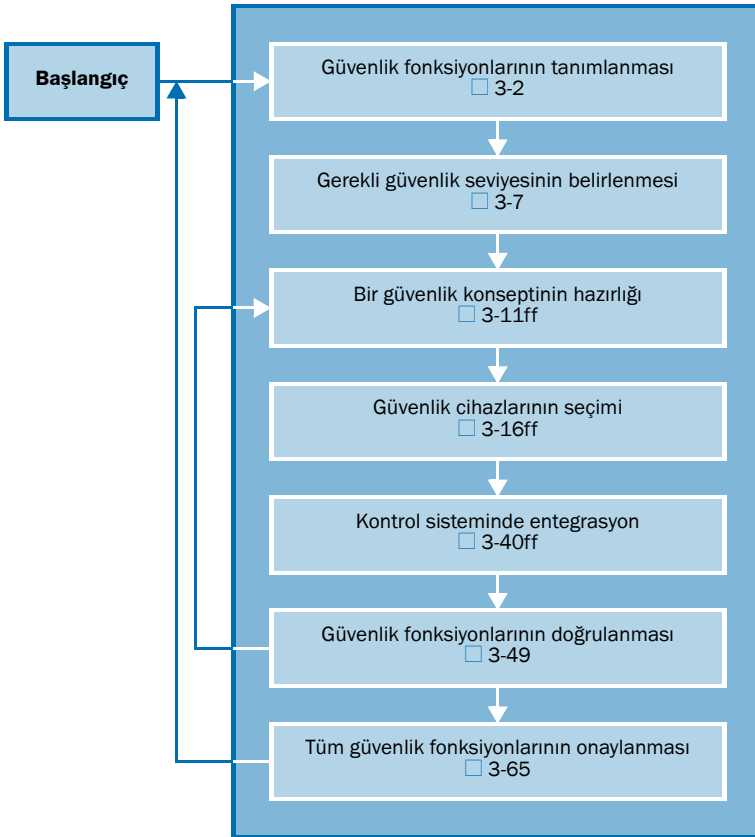 Başlangıç
Güvenlik fonksiyonlarının tanımlanması
3-2
Gerekli güvenlik seviyesinin belirlenmesi
3-7
Bir güvenlik konseptinin hazırlığı
3-11ff
Güvenlik cihazlarının seçimi
3-16ff
Kontrol sisteminde entegrasyon
3-40ff
Güvenlik fonksiyonlarının doğrulanması
3-49
Tüm güvenlik fonksiyonlarının onaylanması
3-65